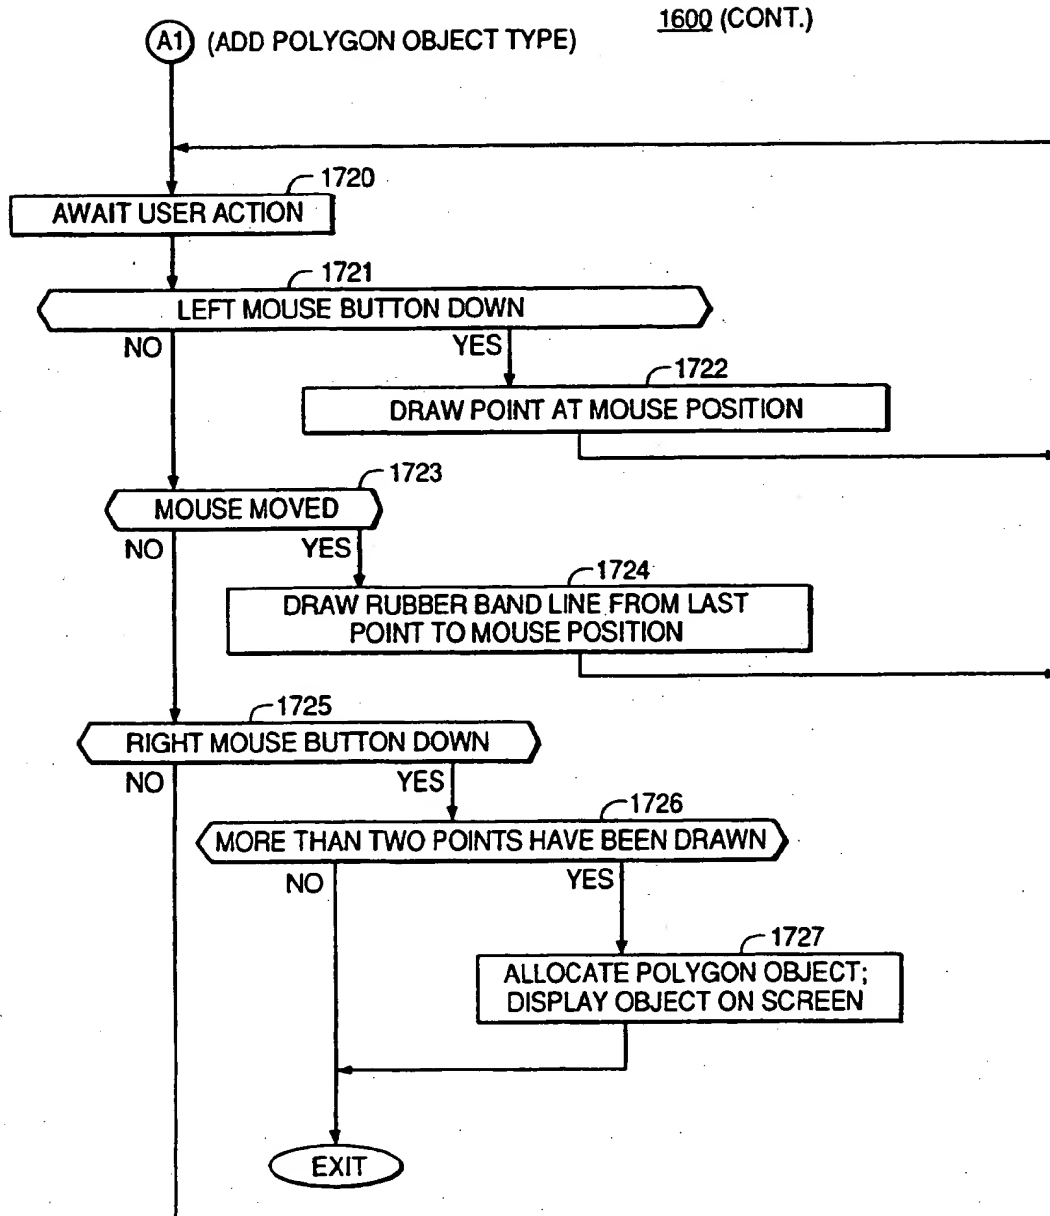 1600 (CONT.)
A1 (ADD POLYGON OBJECT TYPE)
1720
AWAIT USER ACTION
1721
LEFT MOUSE BUTTON DOWN
NO YES
1722
DRAW POINT AT MOUSE POSITION
1723
MOUSE MOVED
NO YES
1724
DRAW RUBBER BAND LINE FROM LAST
POINT TO MOUSE POSITION
1725
RIGHT MOUSE BUTTON DOWN
NO YES
1726
MORE THAN TWO POINTS HAVE BEEN DRAWN
NO YES
1727
ALLOCATE POLYGON OBJECT;
DISPLAY OBJECT ON SCREEN
EXIT